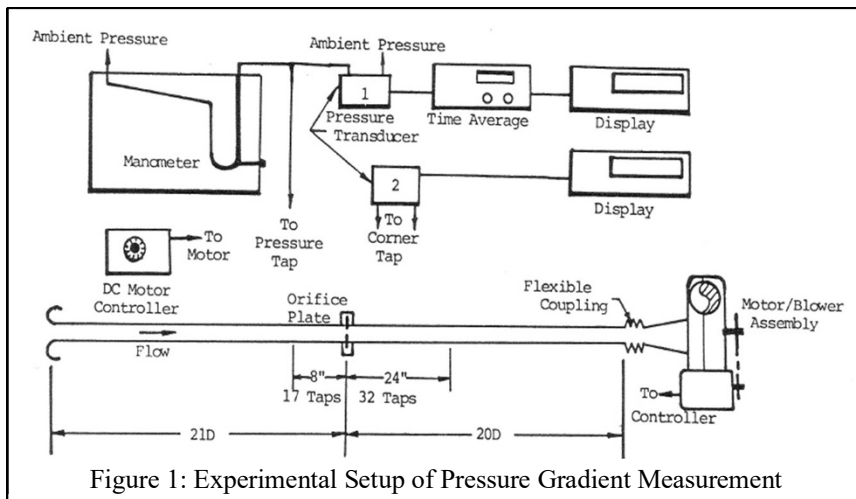 Ambient Pressure
Ambient Pressure
1
Pressure
Transducer
Time Average
Display
Manometer
2
Display
To
Corner
Tap
To
Pressure
Tap
To
Motor
DC Motor
Controller
Orifice
Plate
Flexible
Coupling
Motor/Blower
Assembly
Flow
8"
24"
17 Taps
32 Taps
To
Controller
21D
20D
Figure 1: Experimental Setup of Pressure Gradient Measurement